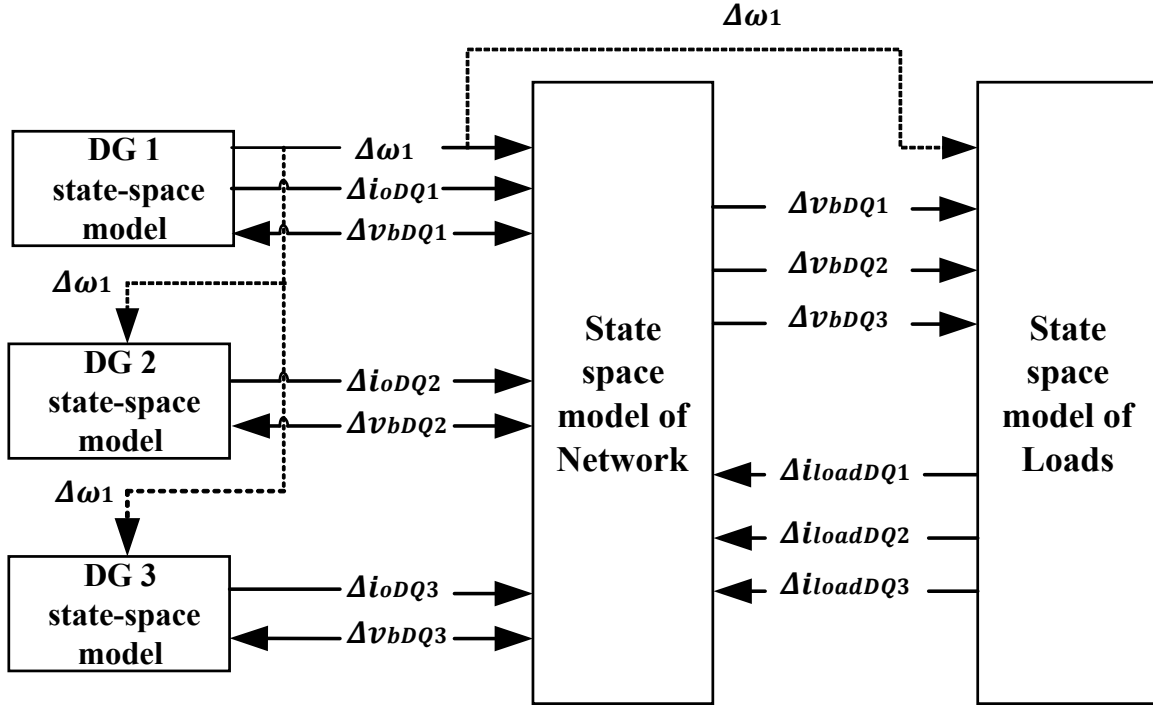 Δω1
DG 1
state-space
model
Δω1
ΔioDQ1
ΔvbDQ1
Δω1
DG 2
state-space
model
ΔioDQ2
ΔvbDQ2
Δω1
DG 3
state-space
model
ΔioDQ3
ΔvbDQ3
State
space
model of
Network
ΔvbDQ1
ΔvbDQ2
ΔvbDQ3
ΔiloadDQ1
ΔiloadDQ2
ΔiloadDQ3
State
space
model of
Loads